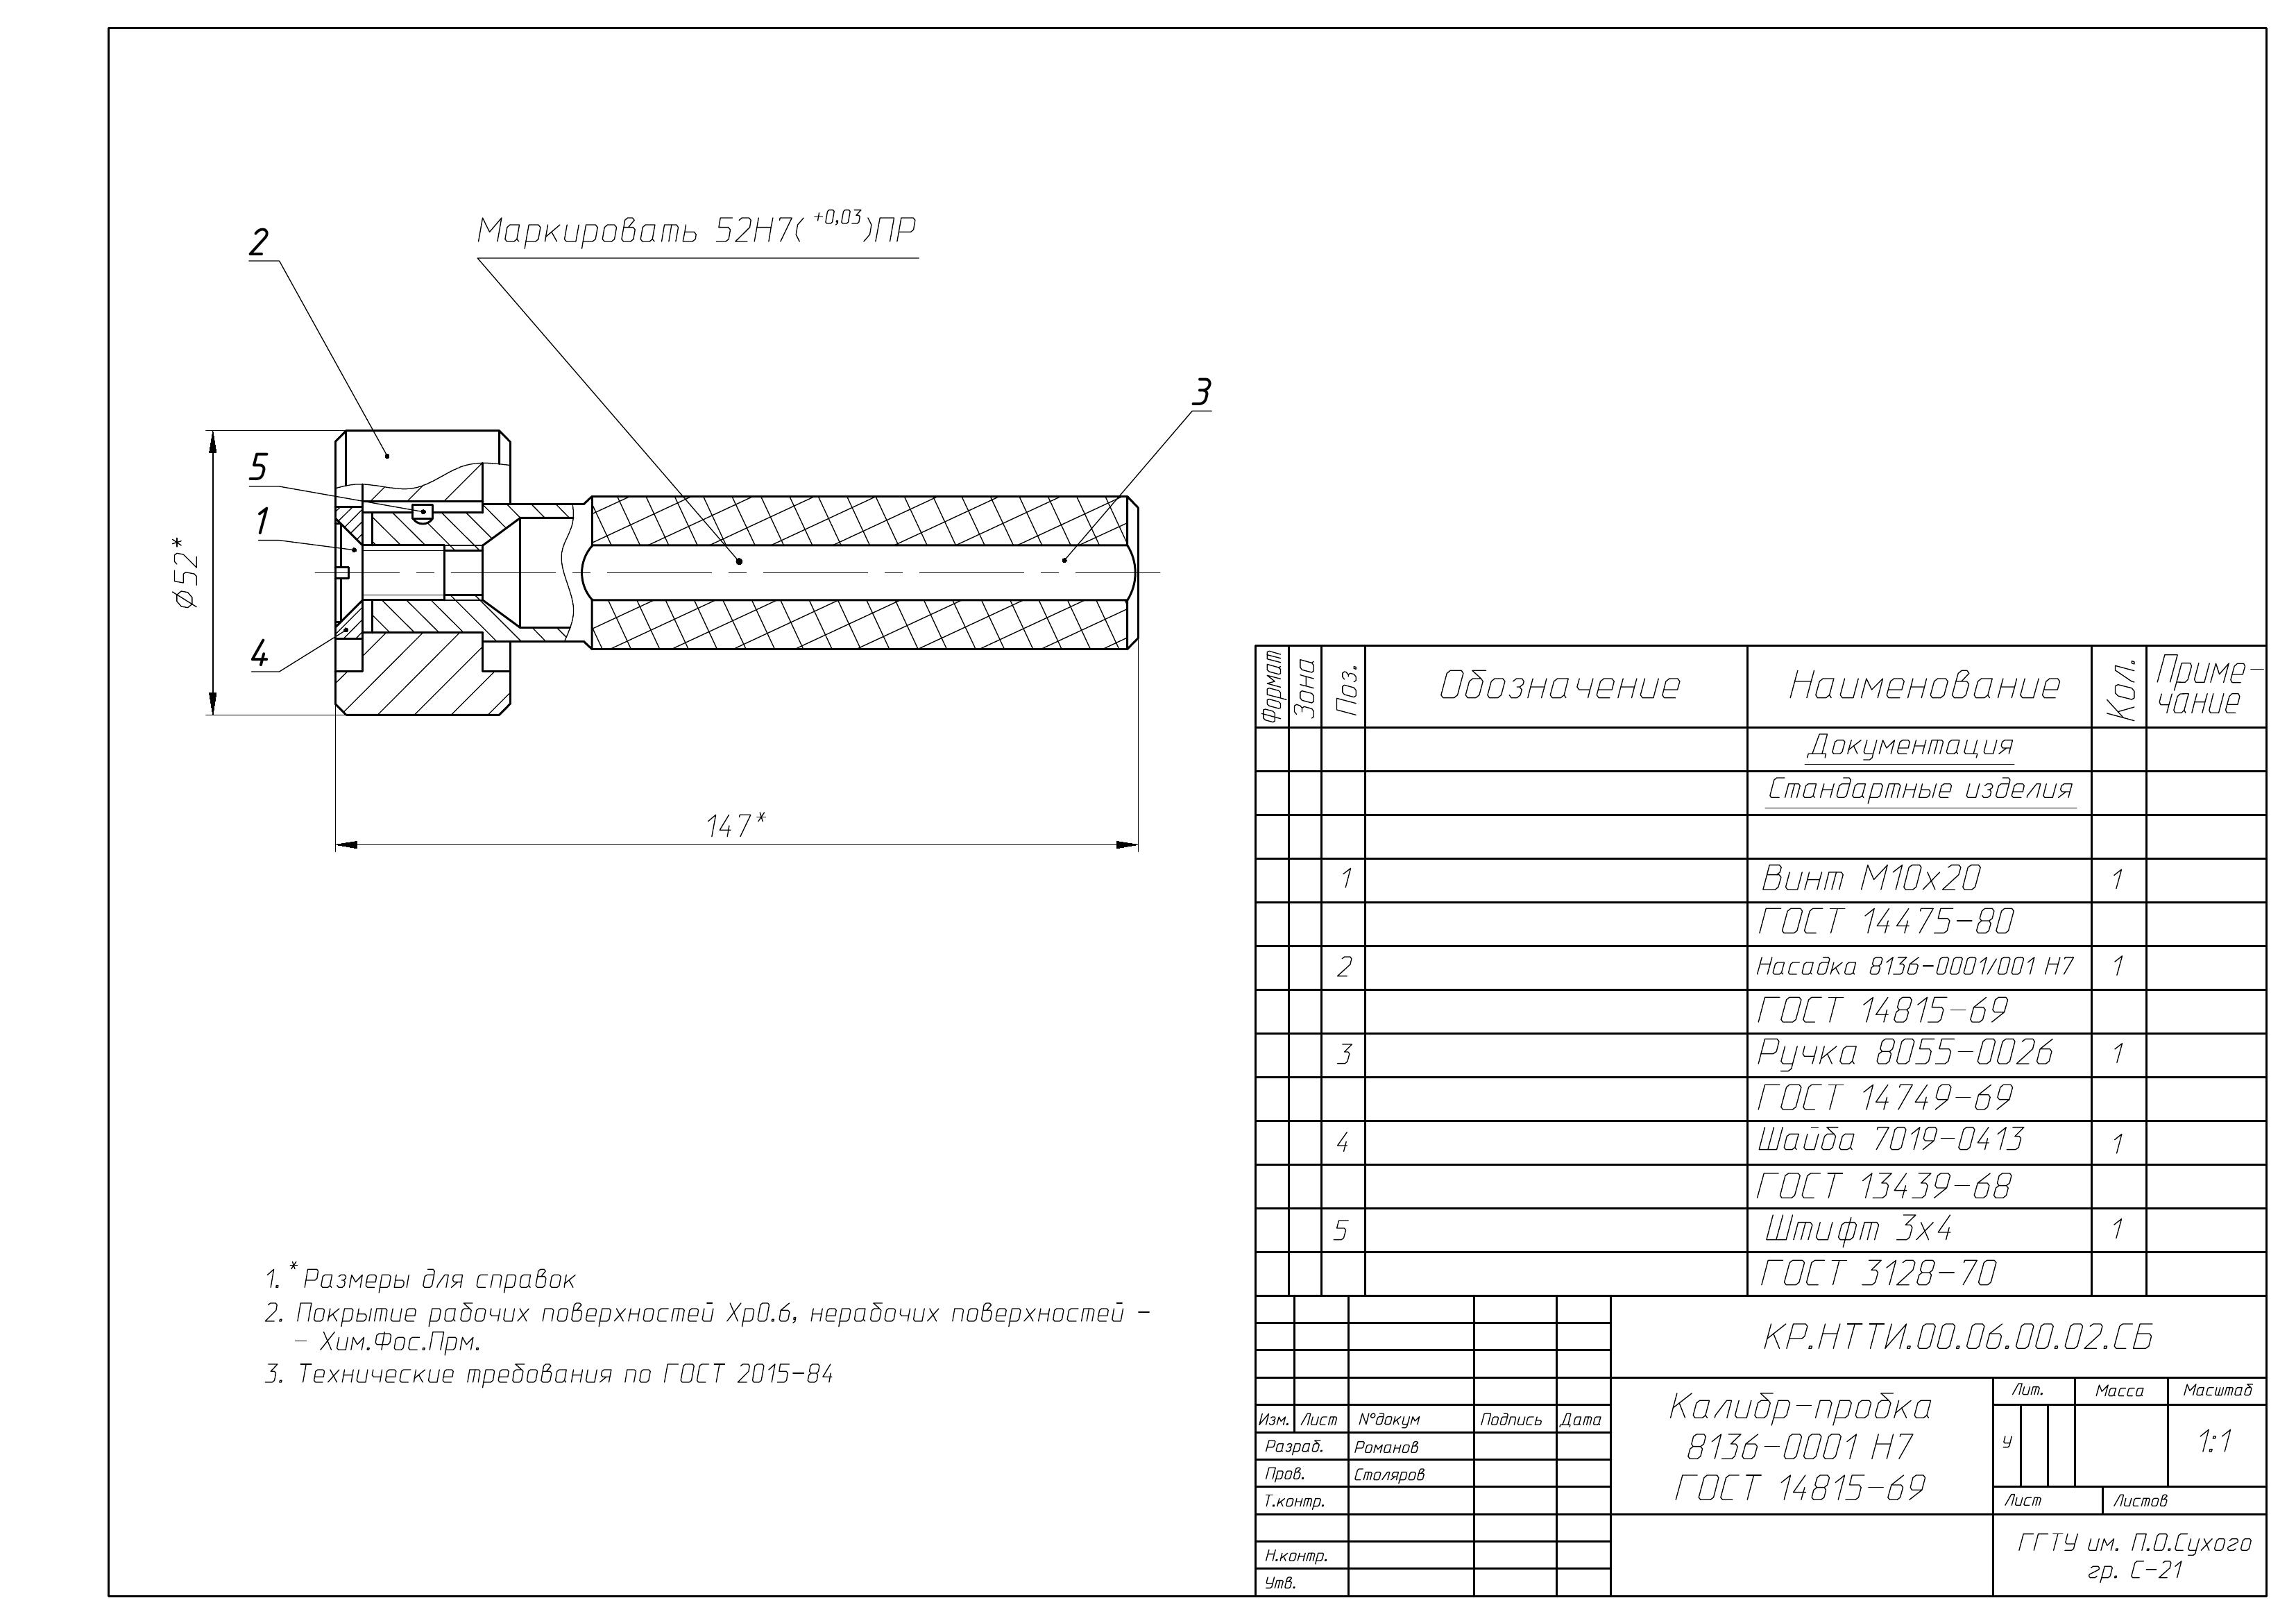 Маркировать 52H7(+0,03)ПР
2
3
5
1
4
ϕ52*
147*
1.*Размеры для справок
2. Покрытие рабочих поверхностей Хр0.6, нерабочих поверхностей –
– Хим.Фос.Прм.
3. Технические требования по ГОСТ 2015-84
Формат Зона Поз. Обозначение Наименование Кол. Приме-
чание
Документация
Стандартные изделия
1 Винт М10х20 1
ГОСТ 14475-80
2 Насадка 8136-0001/001 Н7 1
ГОСТ 14815-69
3 Ручка 8055-0026 1
ГОСТ 14749-69
4 Шайба 7019-0413 1
ГОСТ 13439-68
5 Штифт 3х4 1
ГОСТ 3128-70
КР.НТТИ.00.06.00.02.СБ
Изм. Лист N°докум Подпись Дата
Разраб. Романов
Пров. Столяров
Т.контр.
Н.контр.
Утв.
Калибр-пробка
8136-0001 Н7
ГОСТ 14815-69
Лит. Масса Масштаб
У 1:1
Лист Листов
ГГТУ им. П.О.Сухого
гр. С-21